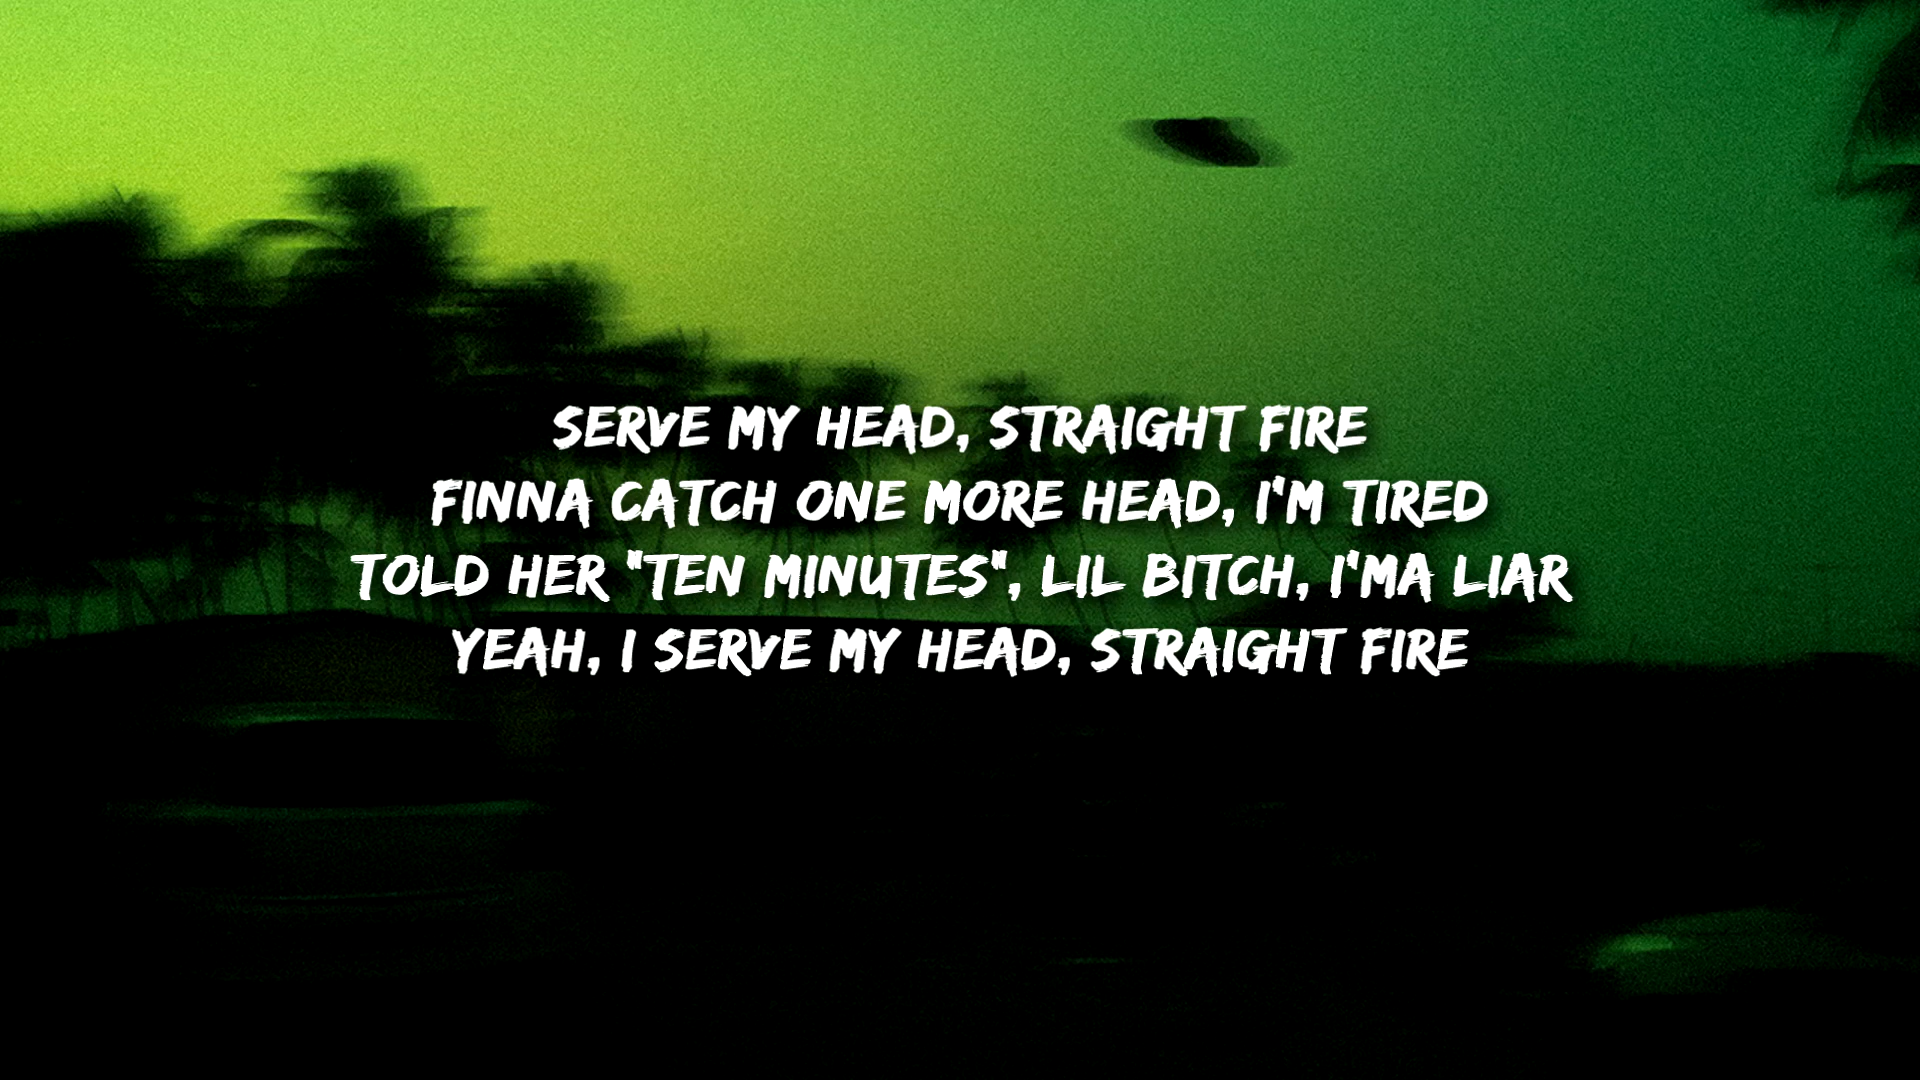 SERVE MY HEAD, STRAIGHT FIRE
FINNA CATCH ONE MORE HEAD, I'M TIRED
TOLD HER "TEN MINUTES", LIL BITCH, I'MA LIAR
YEAH, I SERVE MY HEAD, STRAIGHT FIRE